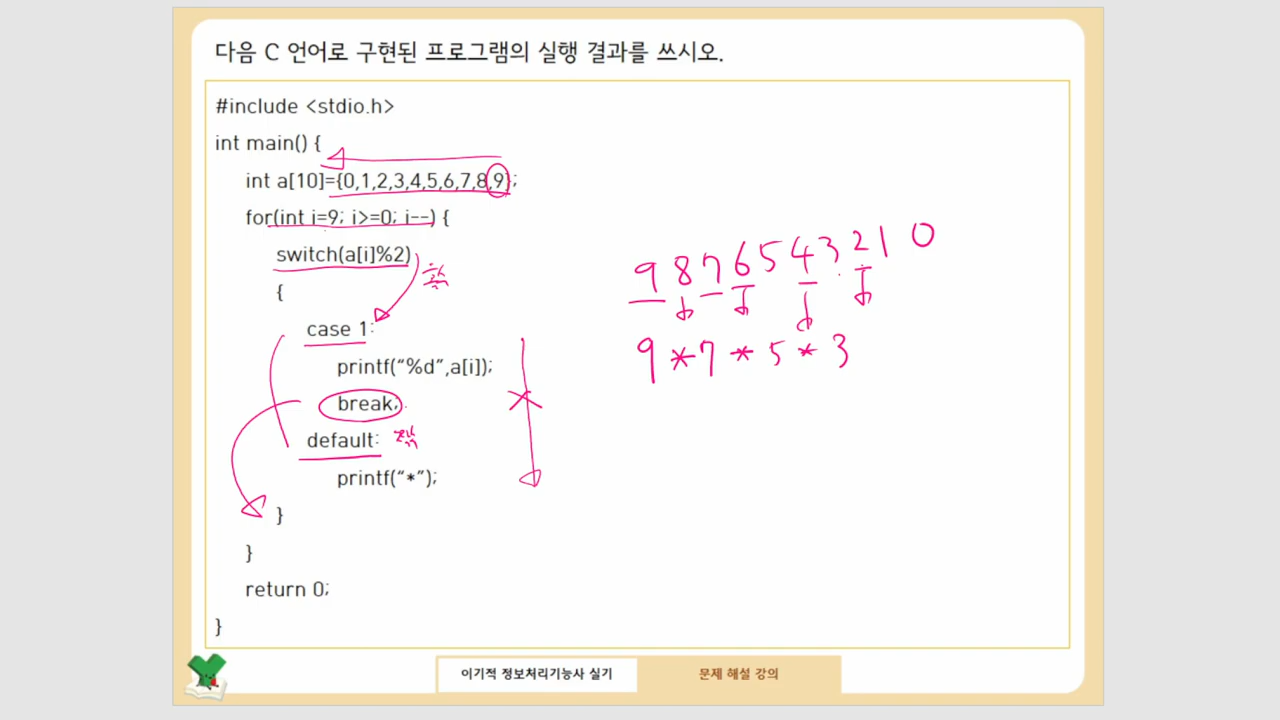 다음 C 언어로 구현된 프로그램의 실행 결과를 쓰시오.
#include <stdio.h>
int main() {
int a[10]={0,1,2,3,4,5,6,7,8,9};
for(int i=9; i>=0; i--) {
switch(a[i]%2)
{
case 1:
printf("%d",a[i]);
break;
default:
printf("*");
}
}
return 0;
}
9 8 7 6 5 4 3 2 1 0
9 * 7 * 5 * 3
이기적 정보처리기능사 실기
문제 해설 강의